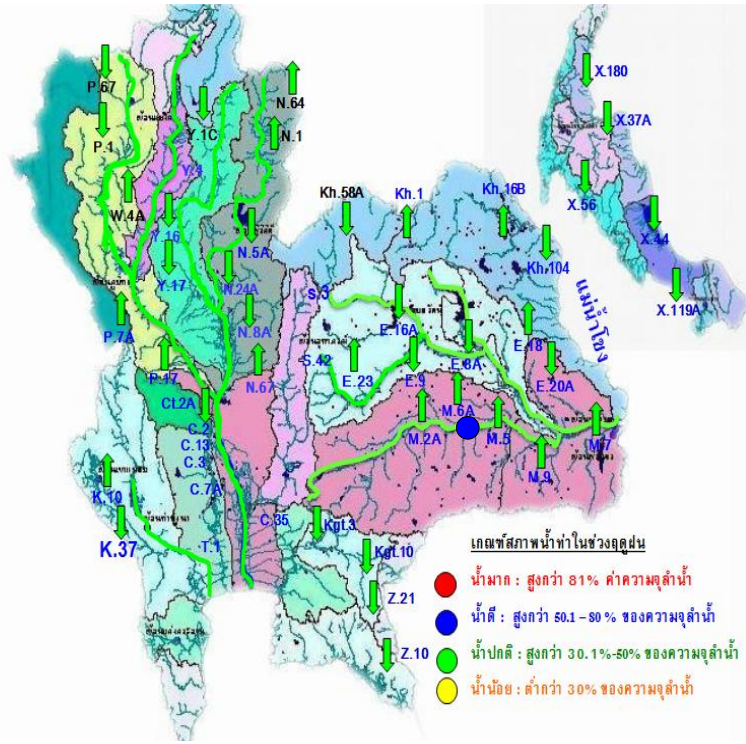 P.67
N.64
X.180
P.1
Y.1C
N.1
X.37A
Y.4
W.4A
Kh.58A
Kh.1
Kh.16B
X.56
X.44
Y.16
N.5A
Kh.104
Y.17
N.24A
S.3
แม่น้ำโขง
X.119A
P.7A
N.8A
E.16A
E.18
S.42
E.8A
P.17
N.67
E.23
E.9
E.20A
Ct.2A
M.6A
C.2
M.2A
M.5
M.7
C.13
C.3
M.9
K.10
C.7A
K.37
C.35
Kgt.3
T.1
Kgt.10
เกณฑ์สภาพน้ำท่าในช่วงฤดูฝน
น้ำมาก : สูงกว่า 81% ค่าความจุลำน้ำ
Z.21
น้ำดี : สูงกว่า 50.1 – 80 % ของความจุลำน้ำ
น้ำปกติ : สูงกว่า 30.1%-50% ของความจุลำน้ำ
Z.10
น้ำน้อย : ต่ำกว่า 30% ของความจุลำน้ำ